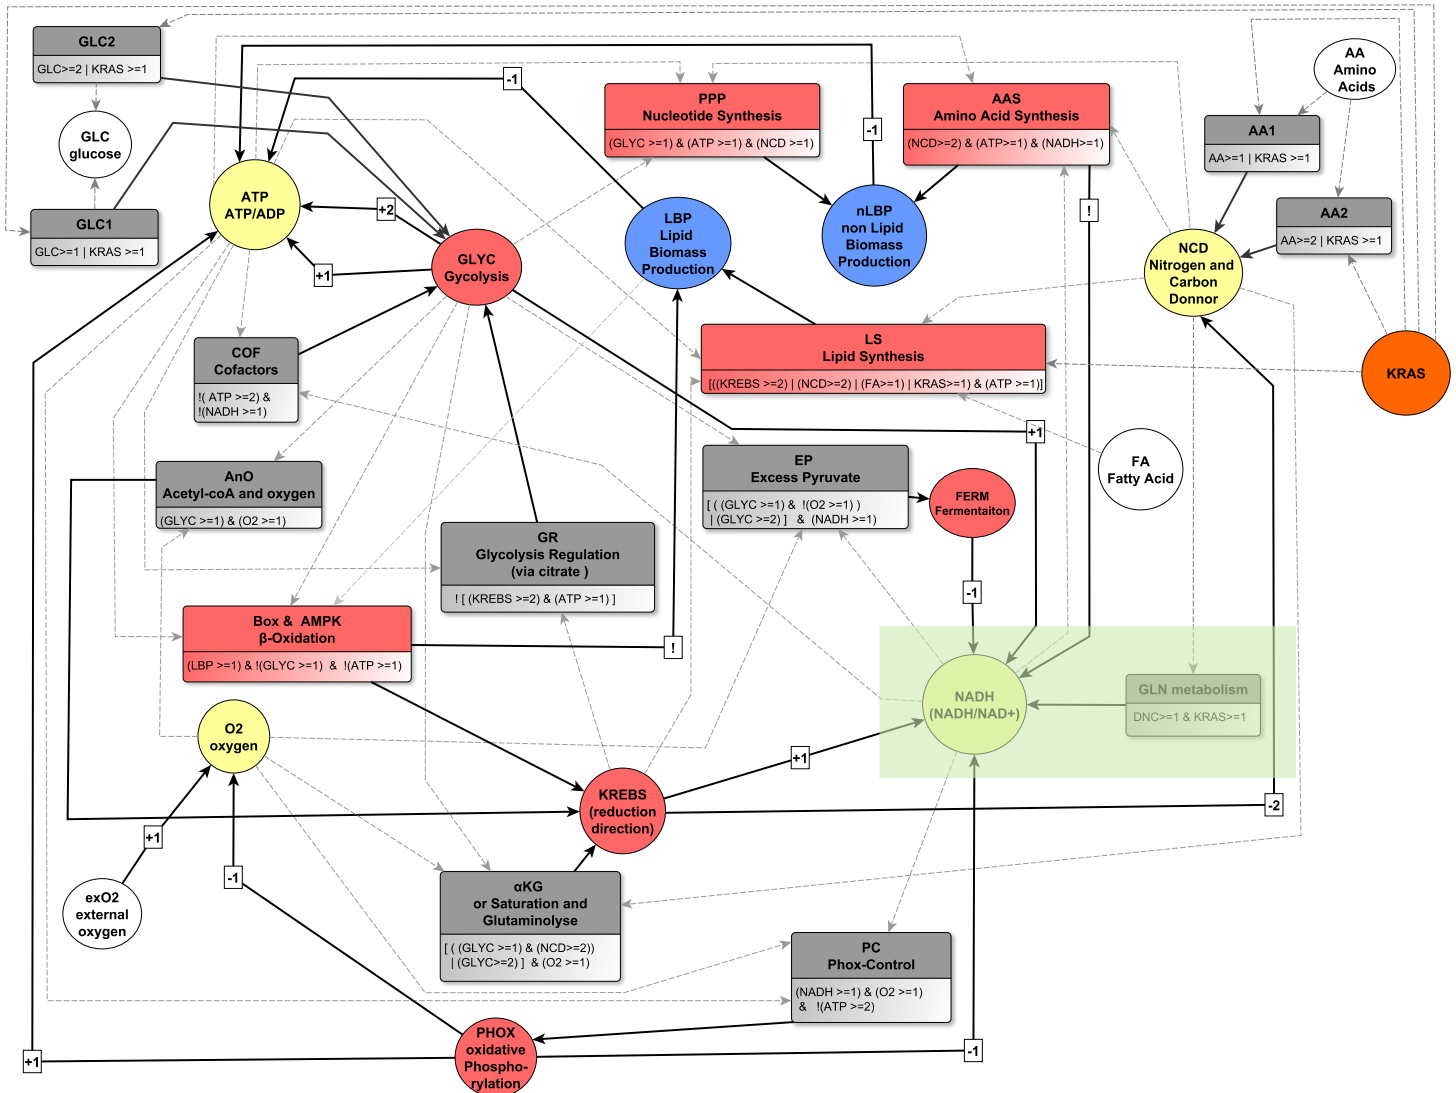 GLC2
GLC>=2 | KRAS >=1
GLC
glucose
GLC1
GLC>=1 | KRAS >=1
ATP
ATP/ADP
-1
+2
+1
GLYC
Gycolysis
PPP
Nucleotide Synthesis
(GLYC >=1) & (ATP >=1) & (NCD >=1)
-1
AAS
Amino Acid Synthesis
(NCD>=2) & (ATP>=1) & (NADH>=1)
!
AA
Amino
Acids
AA1
AA>=1 | KRAS >=1
AA2
AA>=2 | KRAS >=1
LBP
Lipid
Biomass
Production
nLBP
non Lipid
Biomass
Production
NCD
Nitrogen and
Carbon
Donnor
COF
Cofactors
!( ATP >=2) &
!(NADH >=1)
LS
Lipid Synthesis
[((KREBS >=2) | (NCD>=2) | (FA>=1) | KRAS>=1) & (ATP >=1)]
KRAS
+1
FA
Fatty Acid
AnO
Acetyl-coA and oxygen
(GLYC >=1) & (O2 >=1)
EP
Excess Pyruvate
[ ( (GLYC >=1) & !(O2 >=1) )
| (GLYC >=2) ] & (NADH >=1)
FERM
Fermentaiton
-1
GR
Glycolysis Regulation
(via citrate )
! [ (KREBS >=2) & (ATP >=1) ]
Box & AMPK
β-Oxidation
(LBP >=1) & !(GLYC >=1) & !(ATP >=1)
!
NADH
(NADH/NAD+)
GLN metabolism
DNC>=1 & KRAS>=1
O2
oxygen
+1
KREBS
(reduction
direction)
-2
+1
-1
exO2
external
oxygen
αKG
or Saturation and
Glutaminolyse
[ ( (GLYC >=1) & (NCD>=2))
| (GLYC>=2) ] & (O2 >=1)
PC
Phox-Control
(NADH >=1) & (O2 >=1)
& !(ATP >=2)
PHOX
oxidative
Phospho-
rylation
+1
-1